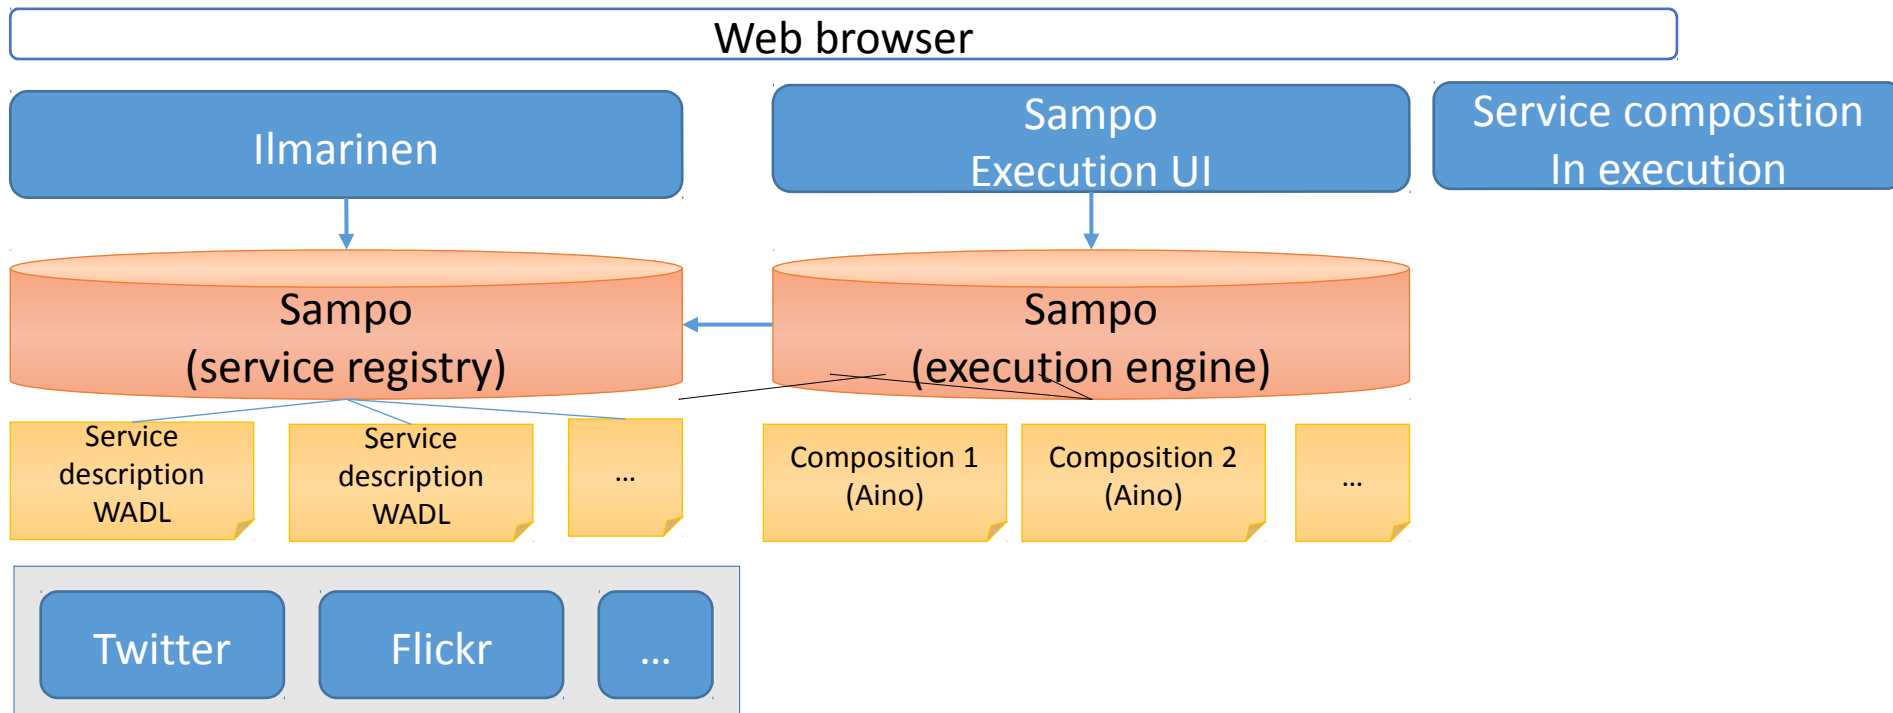 Web browser
Ilmarinen
Sampo
Execution UI
Service composition
In execution
Sampo
(service registry)
Sampo
(execution engine)
Service
description
WADL
Service
description
WADL
...
Composition 1
(Aino)
Composition 2
(Aino)
...
Twitter
Flickr
...